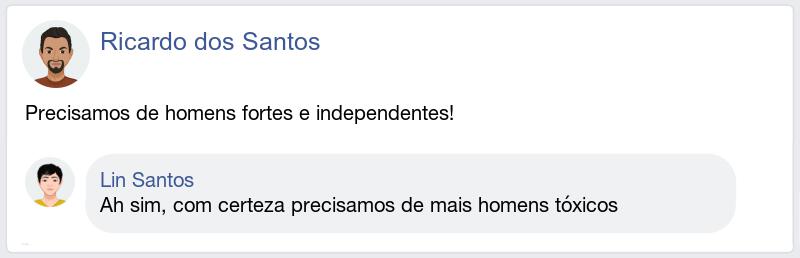 Ricardo dos Santos
Precisamos de homens fortes e independentes!
Lin Santos
Ah sim, com certeza precisamos de mais homens tóxicos